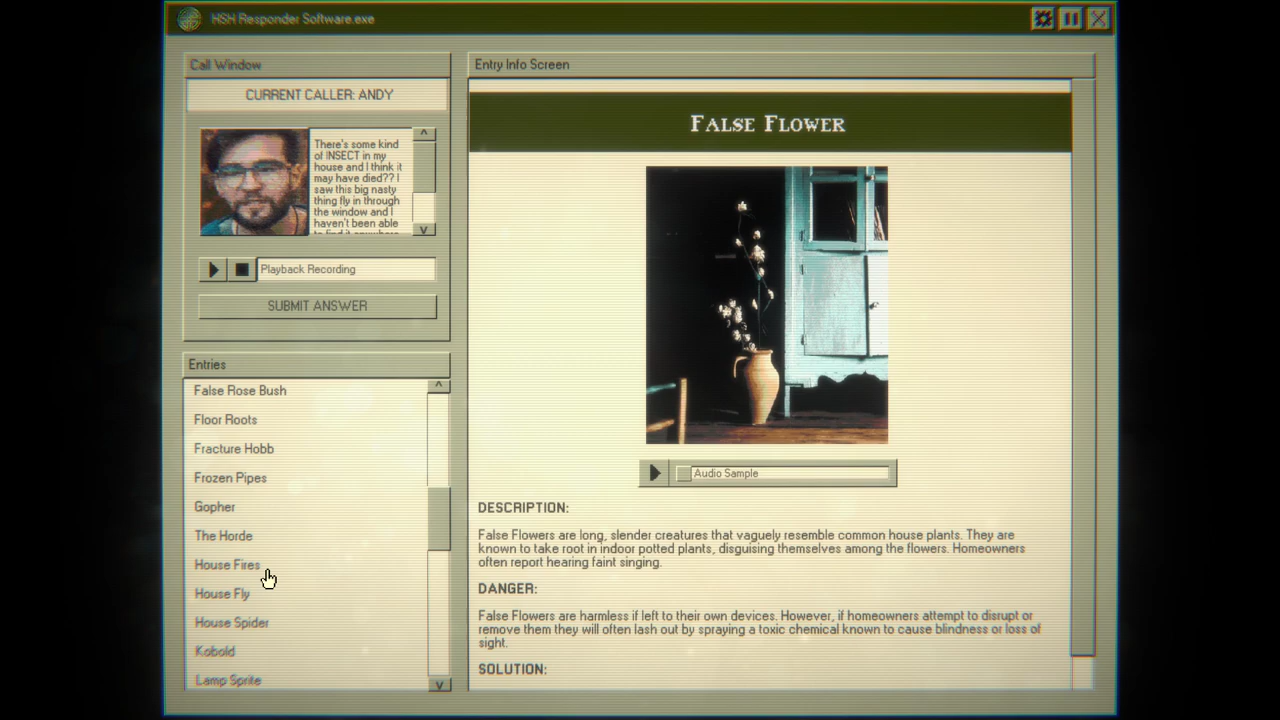 HSH Responder Software.exe
Call Window
CURRENT CALLER: ANDY
There's some kind
of INSECT in my
house and I think it
may have died?? I
saw this big nasty
thing fly in through
the window and I
haven't been able
to find it anywhere
Playback Recording
SUBMIT ANSWER
Entries
False Rose Bush
Floor Roots
Fracture Hobb
Frozen Pipes
Gopher
The Horde
House Fires
House Fly
House Spider
Kobold
Lamp Sprite
Entry Info Screen
False Flower
Audio Sample
DESCRIPTION:
False Flowers are long, slender creatures that vaguely resemble common house plants. They are
known to take root in indoor potted plants, disguising themselves among the flowers. Homeowners
often report hearing faint singing.
DANGER:
False Flowers are harmless if left to their own devices. However, if homeowners attempt to disrupt or
remove them they will often lash out by spraying a toxic chemical known to cause blindness or loss of
sight.
SOLUTION: